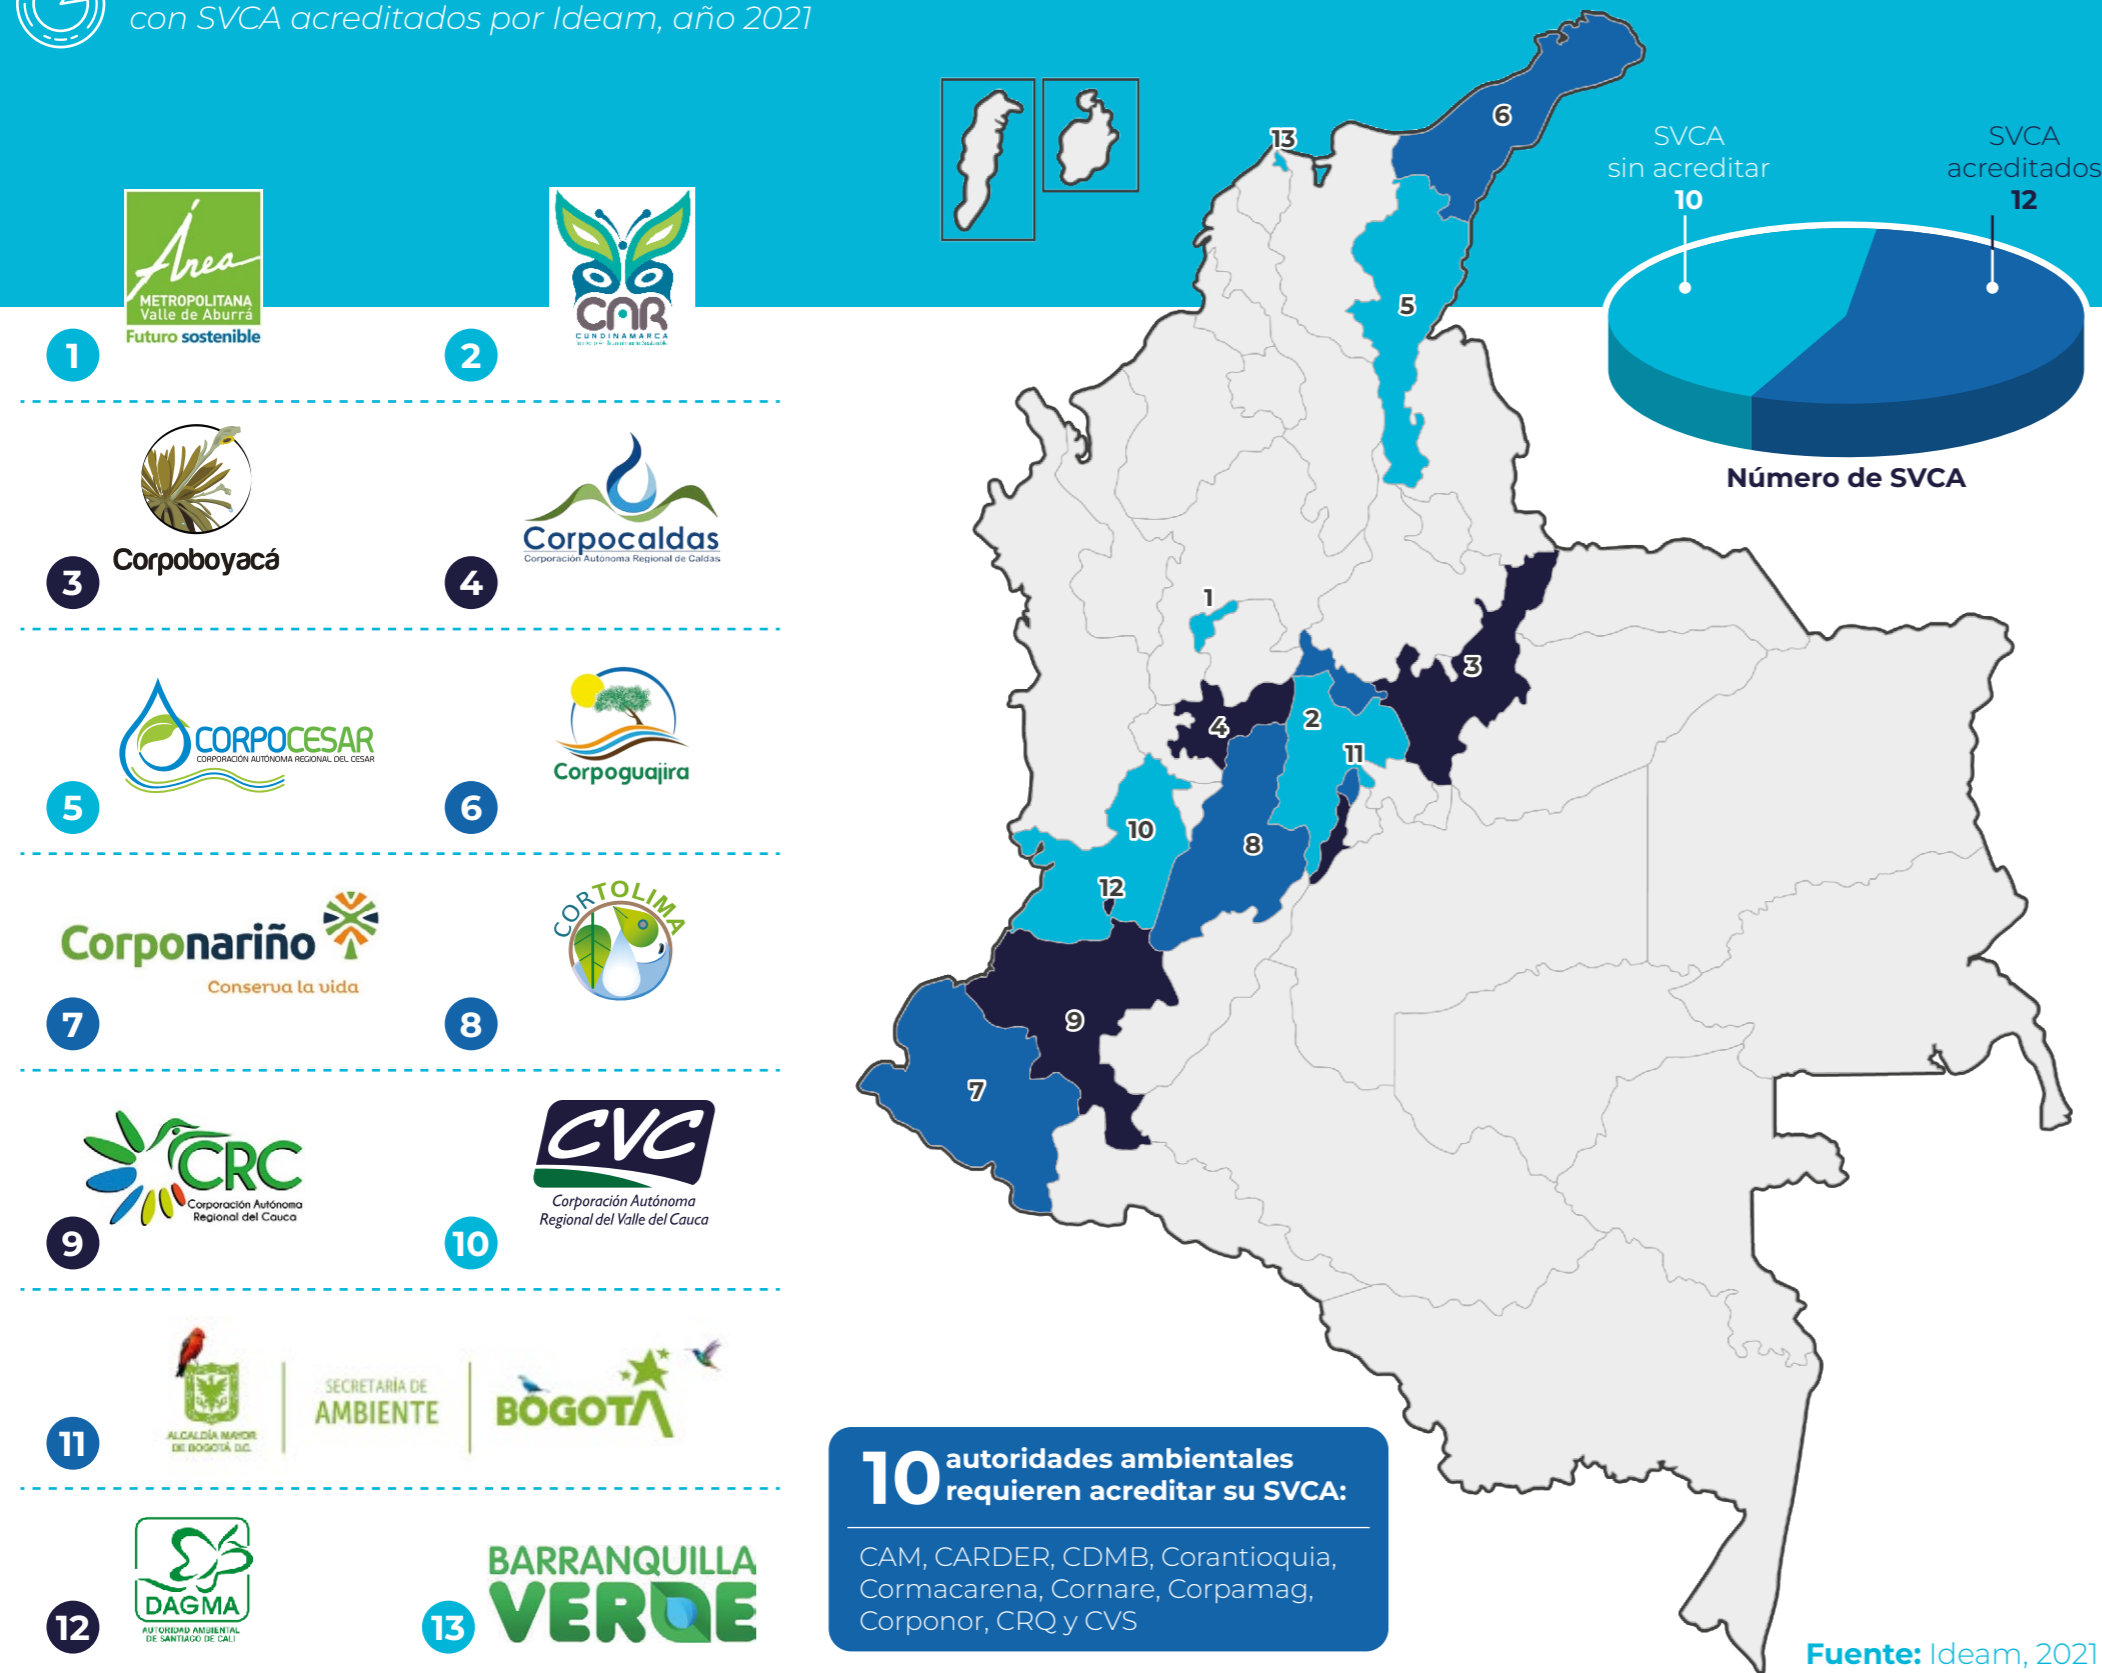 con SVCA acreditados por Ideam, año 2021
Área
METROPOLITANA
Valle de Aburrá
Futuro sostenible
1
CAR
CUNDINAMARCA
2
Corpoboyacá
3
Corpocaldas
Corporación Autónoma Regional de Caldas
4
CORPOCESAR
CORPORACIÓN AUTÓNOMA REGIONAL DEL CESAR
5
Corpoguajira
6
Corponariño
Conserva la vida
7
CORTOLIMA
8
CRC
Corporación Autónoma
Regional del Cauca
9
CVC
Corporación Autónoma
Regional del Valle del Cauca
10
ALCALDÍA MAYOR
DE BOGOTÁ D.C.
SECRETARÍA DE
AMBIENTE
BOGOTÁ
11
DAGMA
AUTORIDAD AMBIENTAL
DE SANTIAGO DE CALI
12
BARRANQUILLA
VERDE
13
13
6
5
1
3
4
2
11
10
8
12
9
7
SVCA
sin acreditar
10
SVCA
acreditados
12
Número de SVCA
10 autoridades ambientales
requieren acreditar su SVCA:
CAM, CARDER, CDMB, Corantioquia,
Cormacarena, Cornare, Corpamag,
Corponor, CRQ y CVS
Fuente: Ideam, 2021